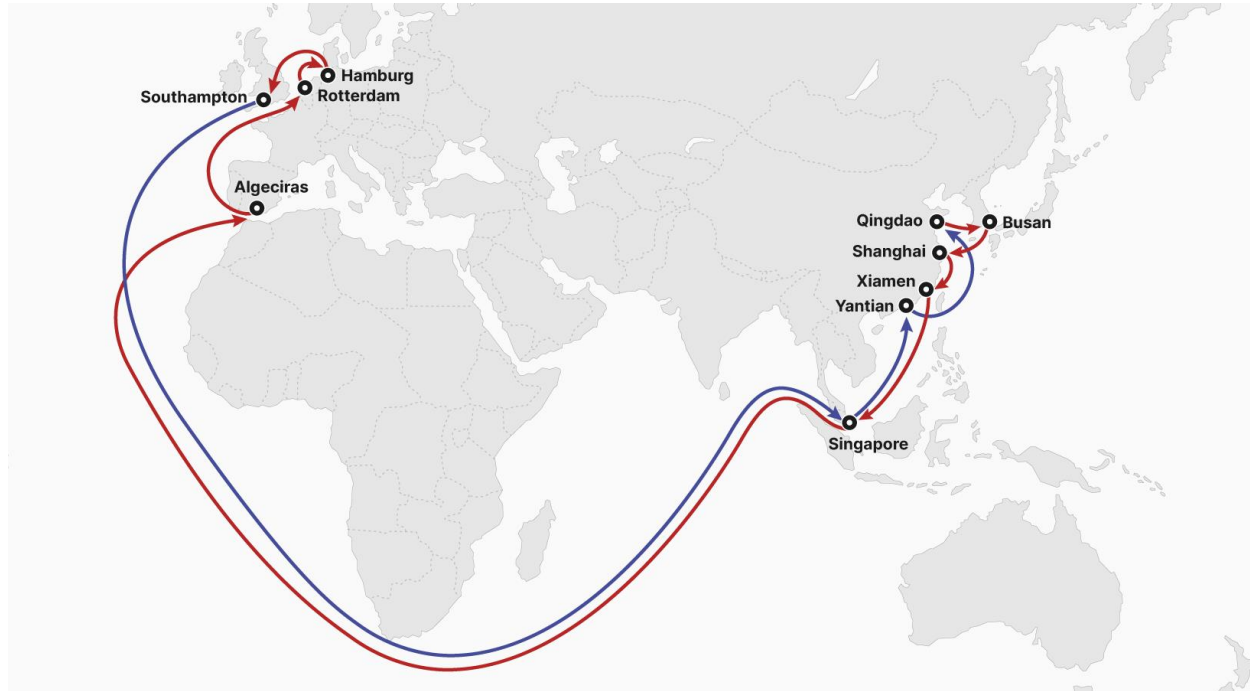 Hamburg
Southampton
Rotterdam
Algeciras
Qingdao
Busan
Shanghai
Xiamen
Yantian
Singapore